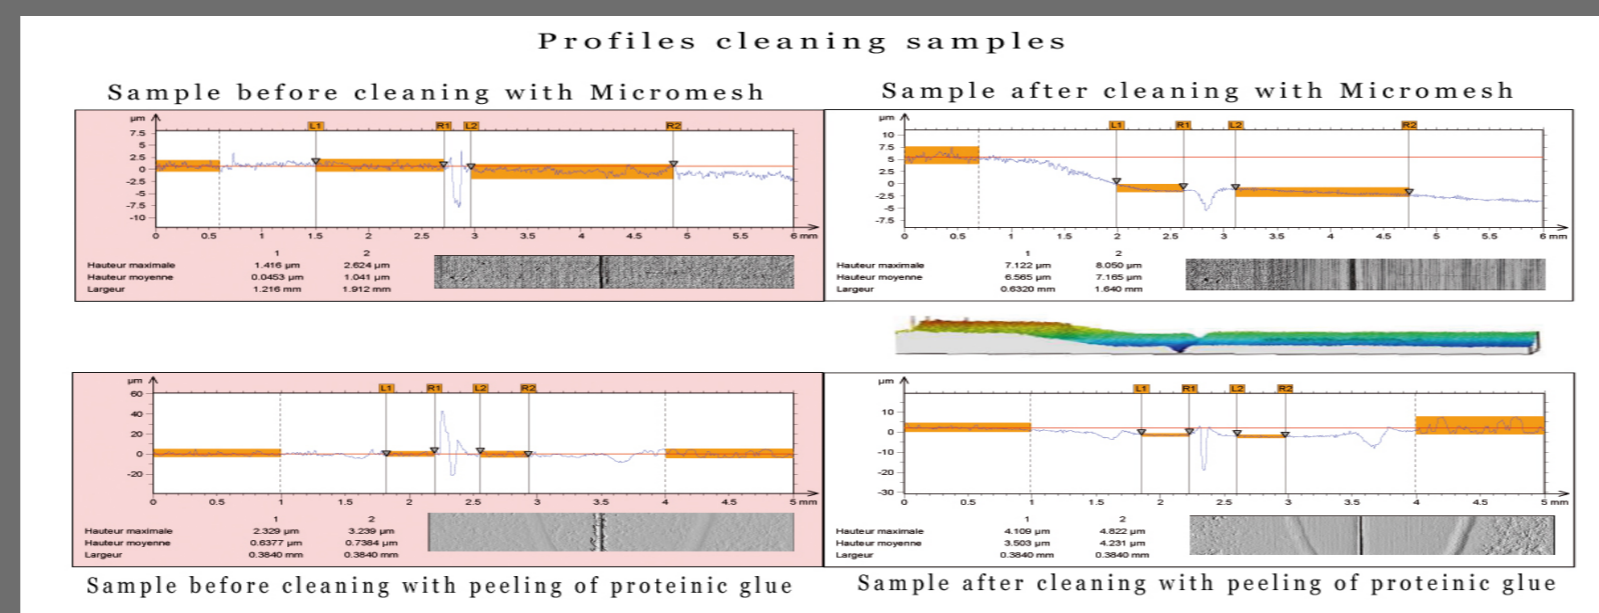 Profiles cleaning samples
Sample before cleaning with Micromesh
Sample after cleaning with Micromesh
µm L1 R1 L2 R2
7.5
5
2.5
0
-2.5
-5
-7.5
-10
0 0.5 1 1.5 2 2.5 3 3.5 4 4.5 5 5.5 6 mm
1 2
Hauteur maximale 1.416 µm 2.624 µm
Hauteur moyenne 0.0453 µm 1.041 µm
Largeur 1.216 mm 1.912 mm
µm L1 R1 L2 R2
10
7.5
5
2.5
0
-2.5
-5
-7.5
0 0.5 1 1.5 2 2.5 3 3.5 4 4.5 5 5.5 6 mm
1 2
Hauteur maximale 7.122 µm 8.050 µm
Hauteur moyenne 6.565 µm 7.165 µm
Largeur 0.6320 mm 1.640 mm
µm L1 R1 L2 R2
60
40
20
0
-20
0 0.5 1 1.5 2 2.5 3 3.5 4 4.5 5 mm
1 2
Hauteur maximale 2.329 µm 3.239 µm
Hauteur moyenne 0.6377 µm 0.7384 µm
Largeur 0.3840 mm 0.3840 mm
µm L1 R1 L2 R2
10
0
-10
-20
-30
0 0.5 1 1.5 2 2.5 3 3.5 4 4.5 5 mm
1 2
Hauteur maximale 4.109 µm 4.822 µm
Hauteur moyenne 3.503 µm 4.231 µm
Largeur 0.3840 mm 0.3840 mm
Sample before cleaning with peeling of proteinic glue
Sample after cleaning with peeling of proteinic glue